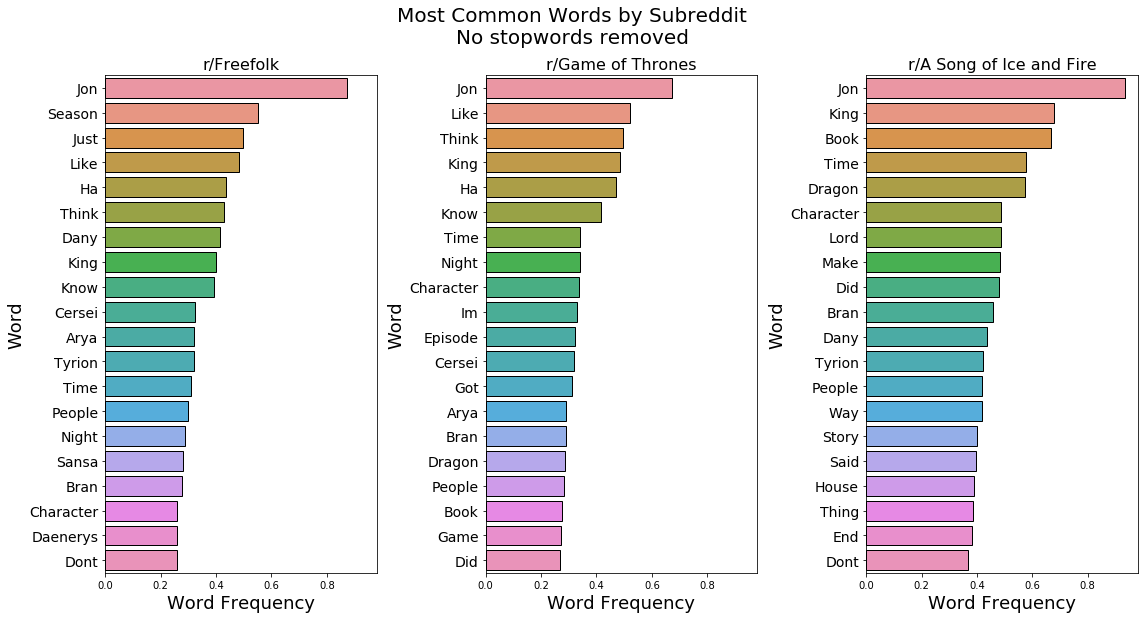 Most Common Words by Subreddit
No stopwords removed
r/Freefolk
Word
Jon
Season
Just
Like
Ha
Think
Dany
King
Know
Cersei
Arya
Tyrion
Time
People
Night
Sansa
Bran
Character
Daenerys
Dont
0.0 0.2 0.4 0.6 0.8
Word Frequency
r/Game of Thrones
Word
Jon
Like
Think
King
Ha
Know
Time
Night
Character
Im
Episode
Cersei
Got
Arya
Bran
Dragon
People
Book
Game
Did
0.0 0.2 0.4 0.6 0.8
Word Frequency
r/A Song of Ice and Fire
Word
Jon
King
Book
Time
Dragon
Character
Lord
Make
Did
Bran
Dany
Tyrion
People
Way
Story
Said
House
Thing
End
Dont
0.0 0.2 0.4 0.6 0.8
Word Frequency